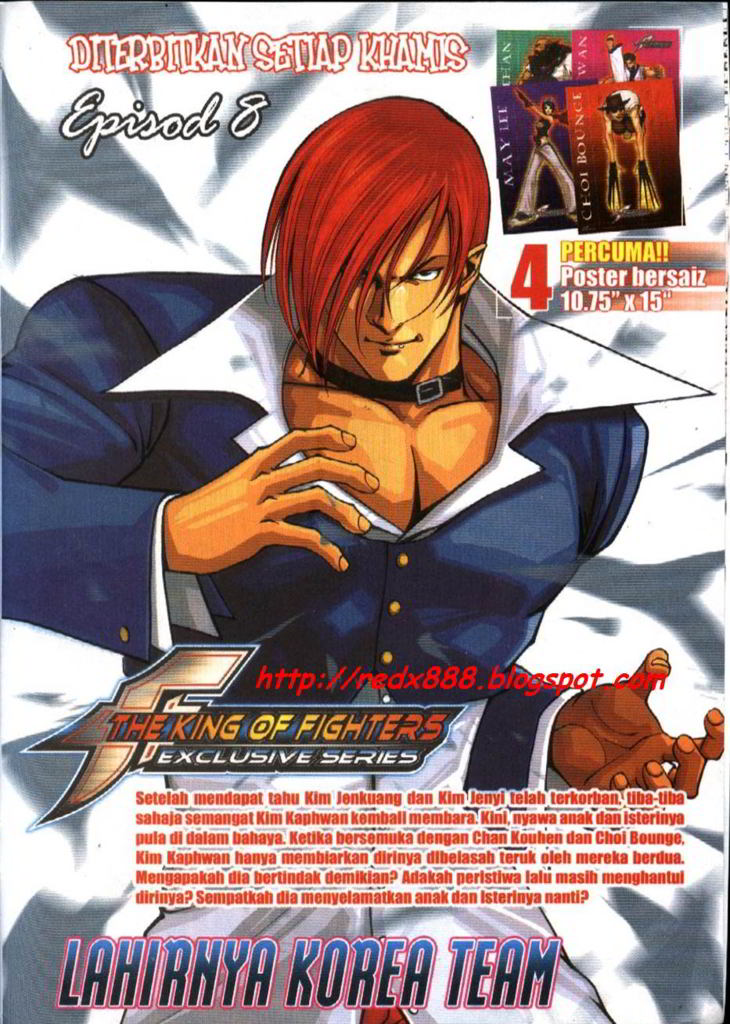 DITERBITKAN SETIAP KHAMIS
Episod 8
HAN
WAN
MAY LEE
CHOI BOUNGE
4 PERCUMA!!
Poster bersaiz
10.75" X 15"
http://redx888.blogspot.com
THE KING OF FIGHTERS
EXCLUSIVE SERIES
Setelah mendapat tahu Kim Jenkuang dan Kim Jenyi telah terkorban, tiba-tiba
sahaja semangat Kim Kaphwan kembali membara. Kini, nyawa anak dan isterinya
pula di dalam bahaya. Ketika bersemuka dengan Chan Kouhen dan Choi Bounge,
Kim Kaphwan hanya membiarkan dirinya dibelasah teruk oleh mereka berdua.
Mengapakah dia bertindak demikian? Adakah peristiwa lalu masih menghantui
dirinya? Sempatkah dia menyelamatkan anak dan isterinya nanti?
LAHIRNYA KOREA TEAM